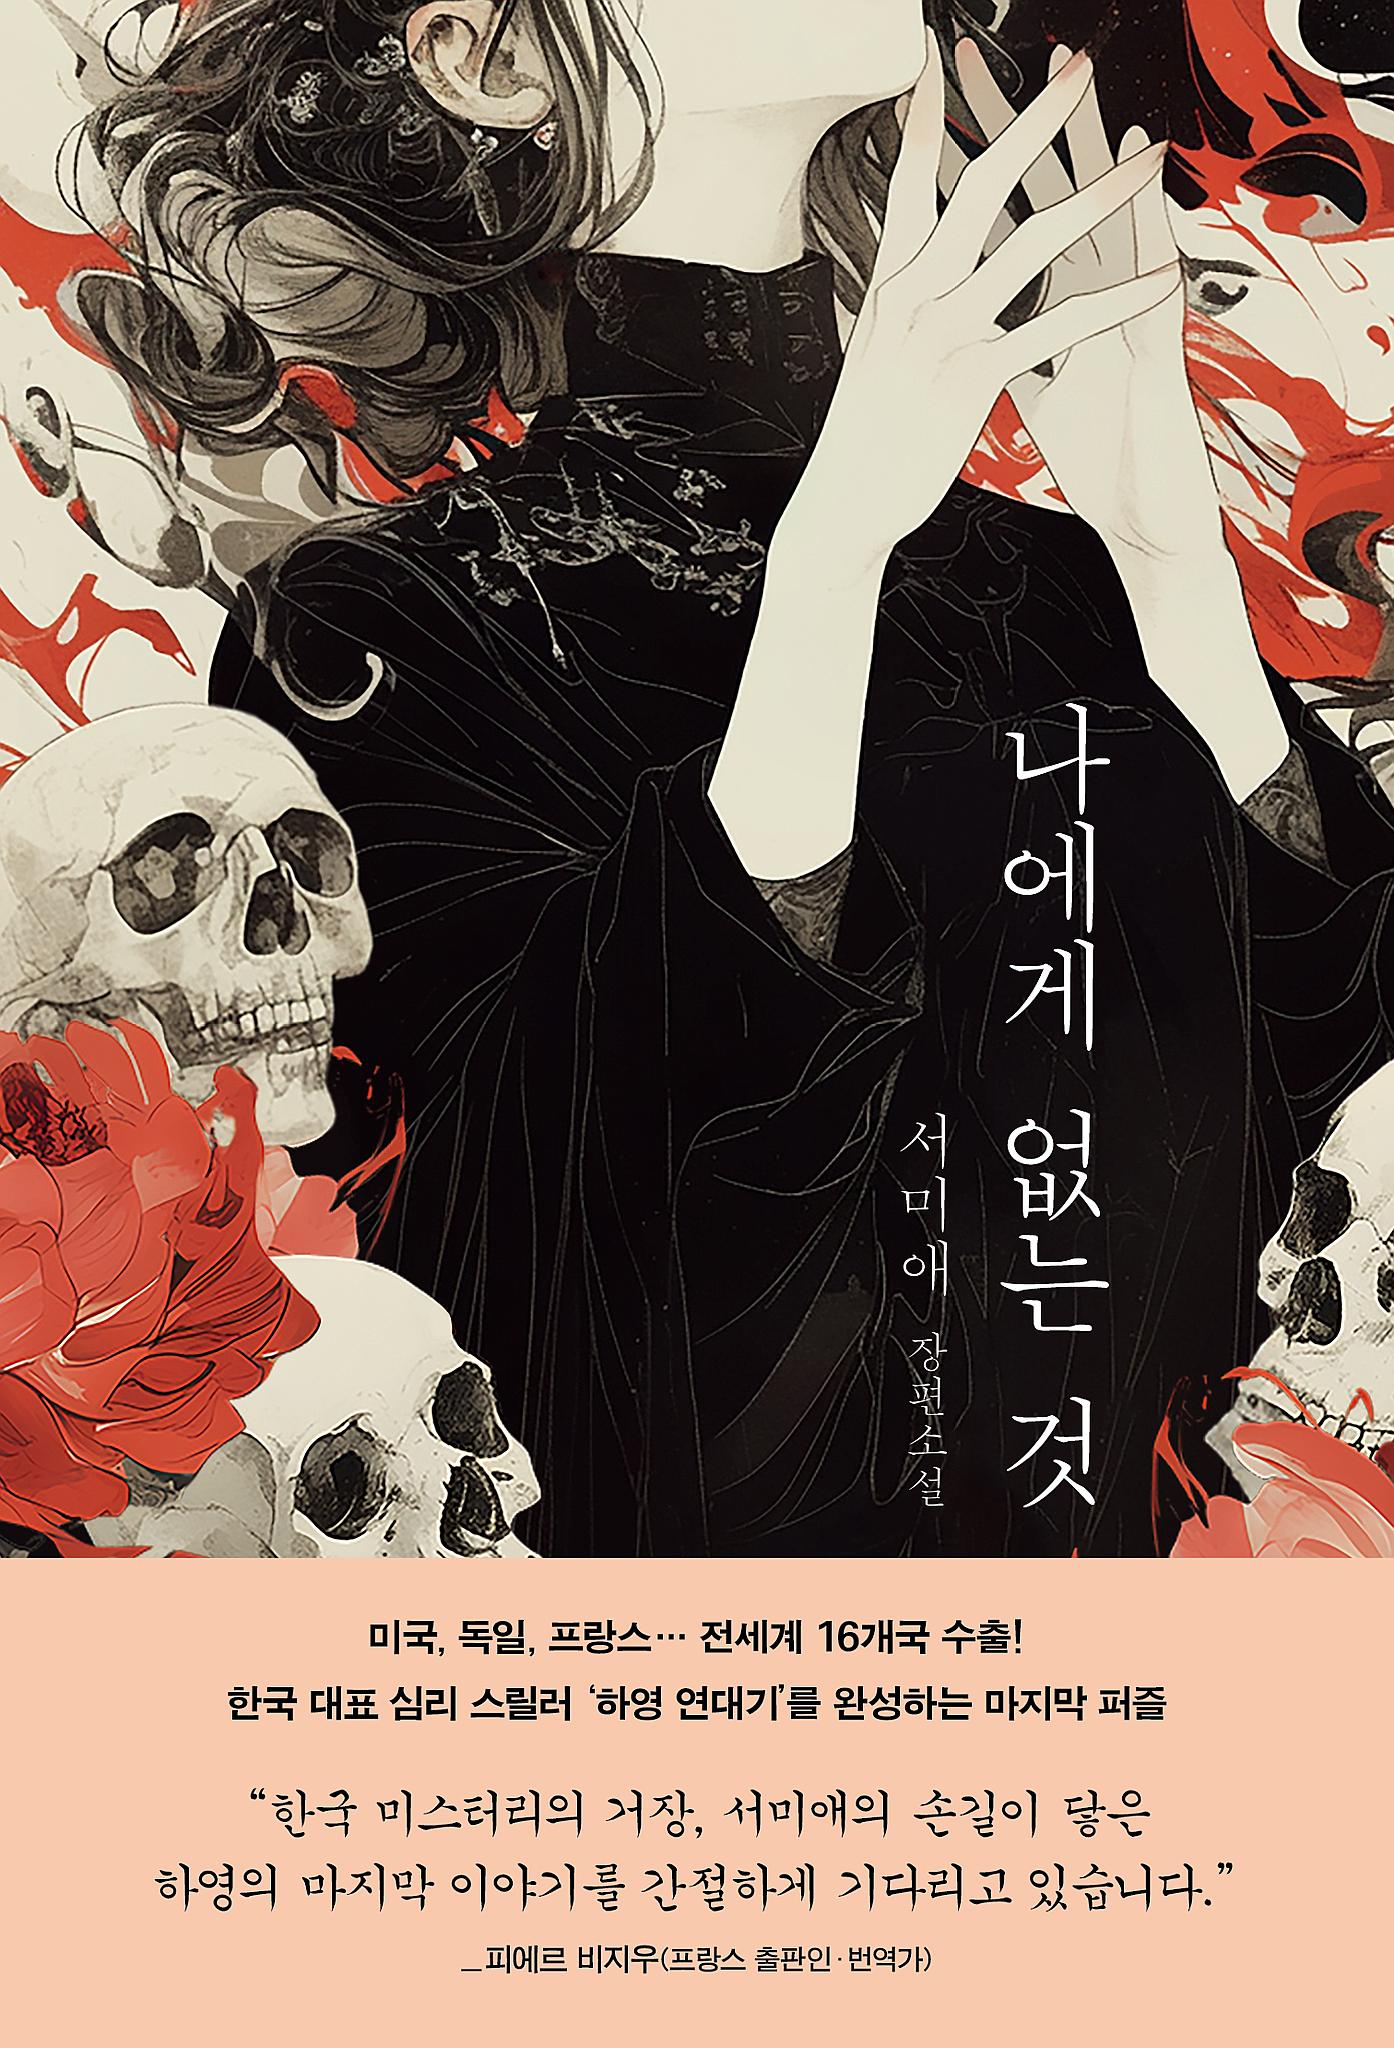 나에게 없는 것
서미애 장편소설
미국, 독일, 프랑스… 전세계 16개국 수출!
한국 대표 심리 스릴러 ‘하영 연대기’를 완성하는 마지막 퍼즐
“한국 미스터리의 거장, 서미애의 손길이 닿은
하영의 마지막 이야기를 간절하게 기다리고 있습니다.”
_피에르 비지우(프랑스 출판인·번역가)